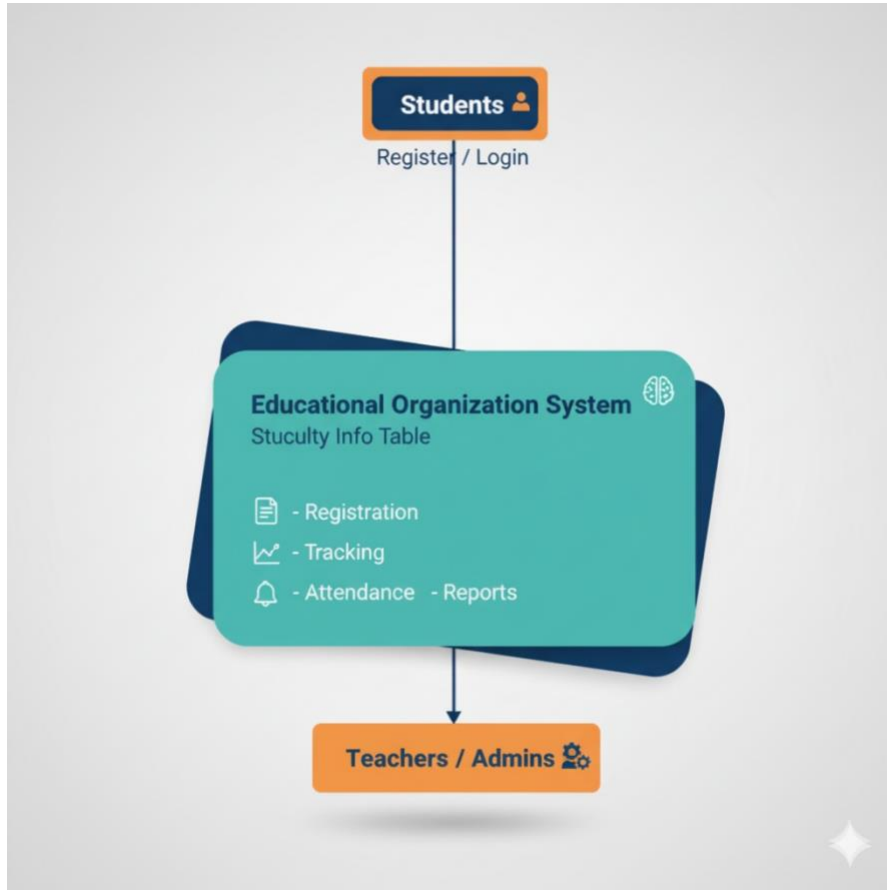 Students
Register / Login
Educational Organization System
Stuculty Info Table
- Registration
- Tracking
- Attendance - Reports
Teachers / Admins